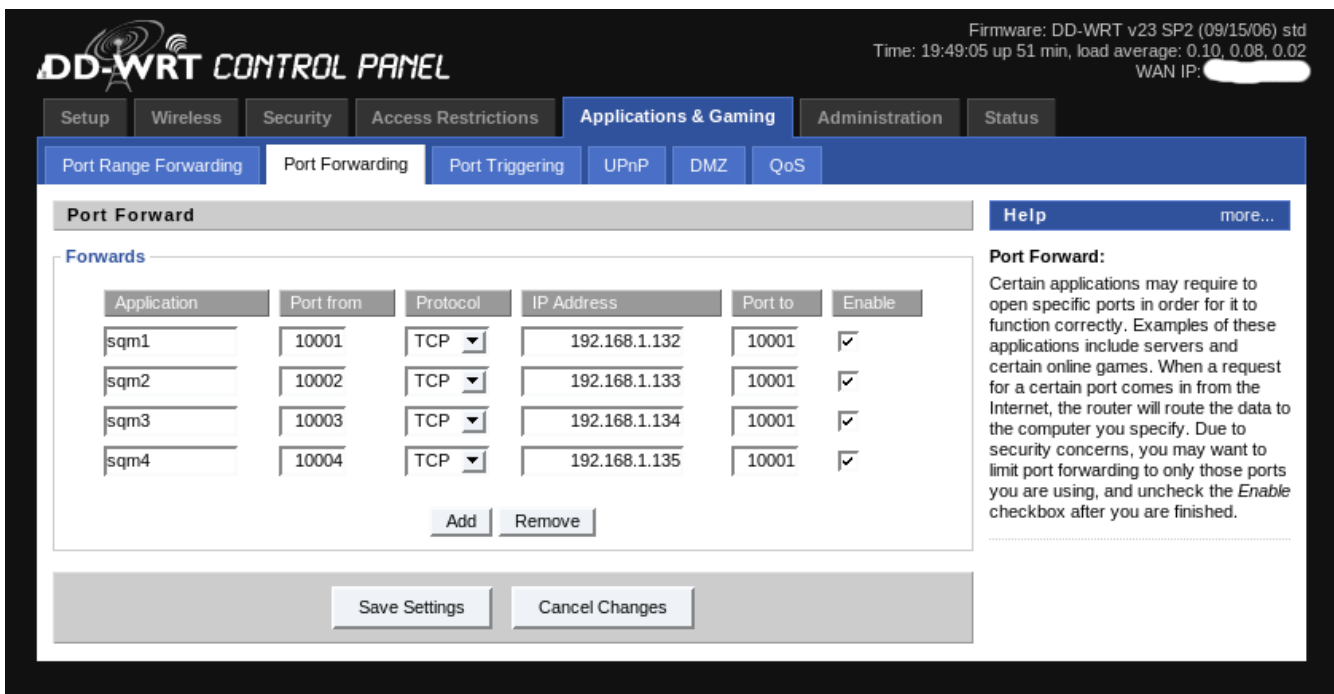 Firmware: DD-WRT v23 SP2 (09/15/06) std
Time: 19:49:05 up 51 min, load average: 0.10, 0.08, 0.02
WAN IP:
DD-WRT CONTROL PANEL
Setup Wireless Security Access Restrictions Applications & Gaming Administration Status
Port Range Forwarding Port Forwarding Port Triggering UPnP DMZ QoS
Port Forward
Forwards
Application Port from Protocol IP Address Port to Enable
sqm1 10001 TCP 192.168.1.132 10001
sqm2 10002 TCP 192.168.1.133 10001
sqm3 10003 TCP 192.168.1.134 10001
sqm4 10004 TCP 192.168.1.135 10001
Add Remove
Save Settings Cancel Changes
Help more...
Port Forward:
Certain applications may require to
open specific ports in order for it to
function correctly. Examples of these
applications include servers and
certain online games. When a request
for a certain port comes in from the
Internet, the router will route the data to
the computer you specify. Due to
security concerns, you may want to
limit port forwarding to only those ports
you are using, and uncheck the Enable
checkbox after you are finished.